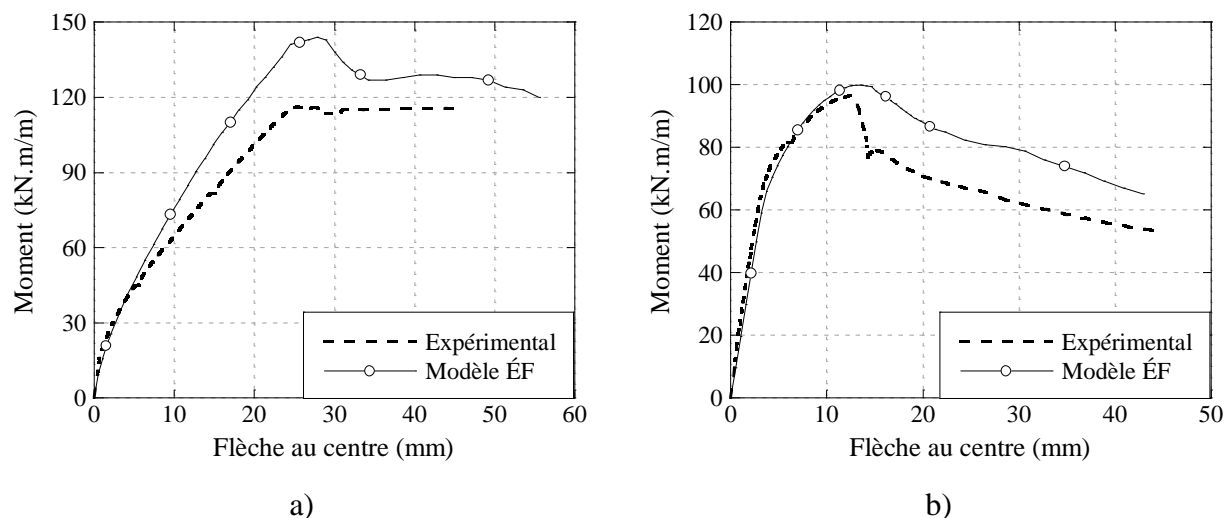 150
120
90
60
30
0
Moment (kN.m/m)
0 10 20 30 40 50 60
Flèche au centre (mm)
Expérimental
Modèle ÉF
a)
120
100
80
60
40
20
0
Moment (kN.m/m)
0 10 20 30 40 50
Flèche au centre (mm)
Expérimental
Modèle ÉF
b)